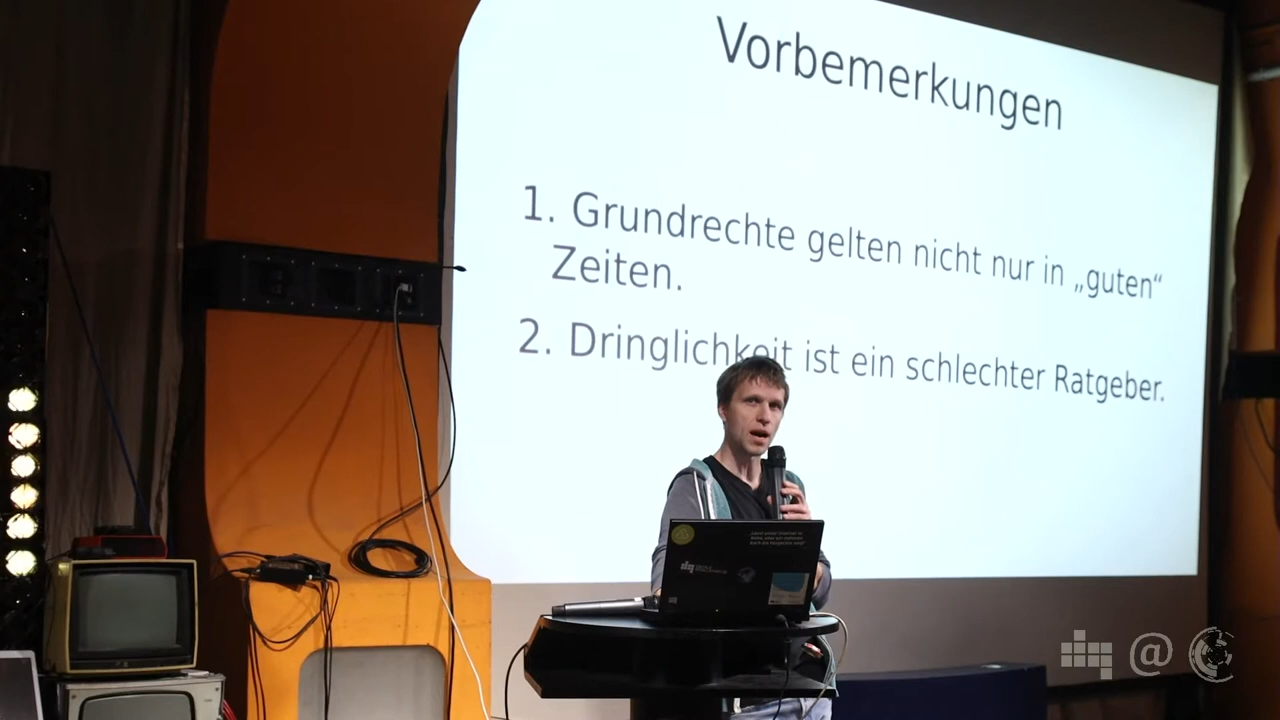 Vorbemerkungen
1. Grundrechte gelten nicht nur in „guten“
Zeiten.
2. Dringlichkeit ist ein schlechter Ratgeber.
@